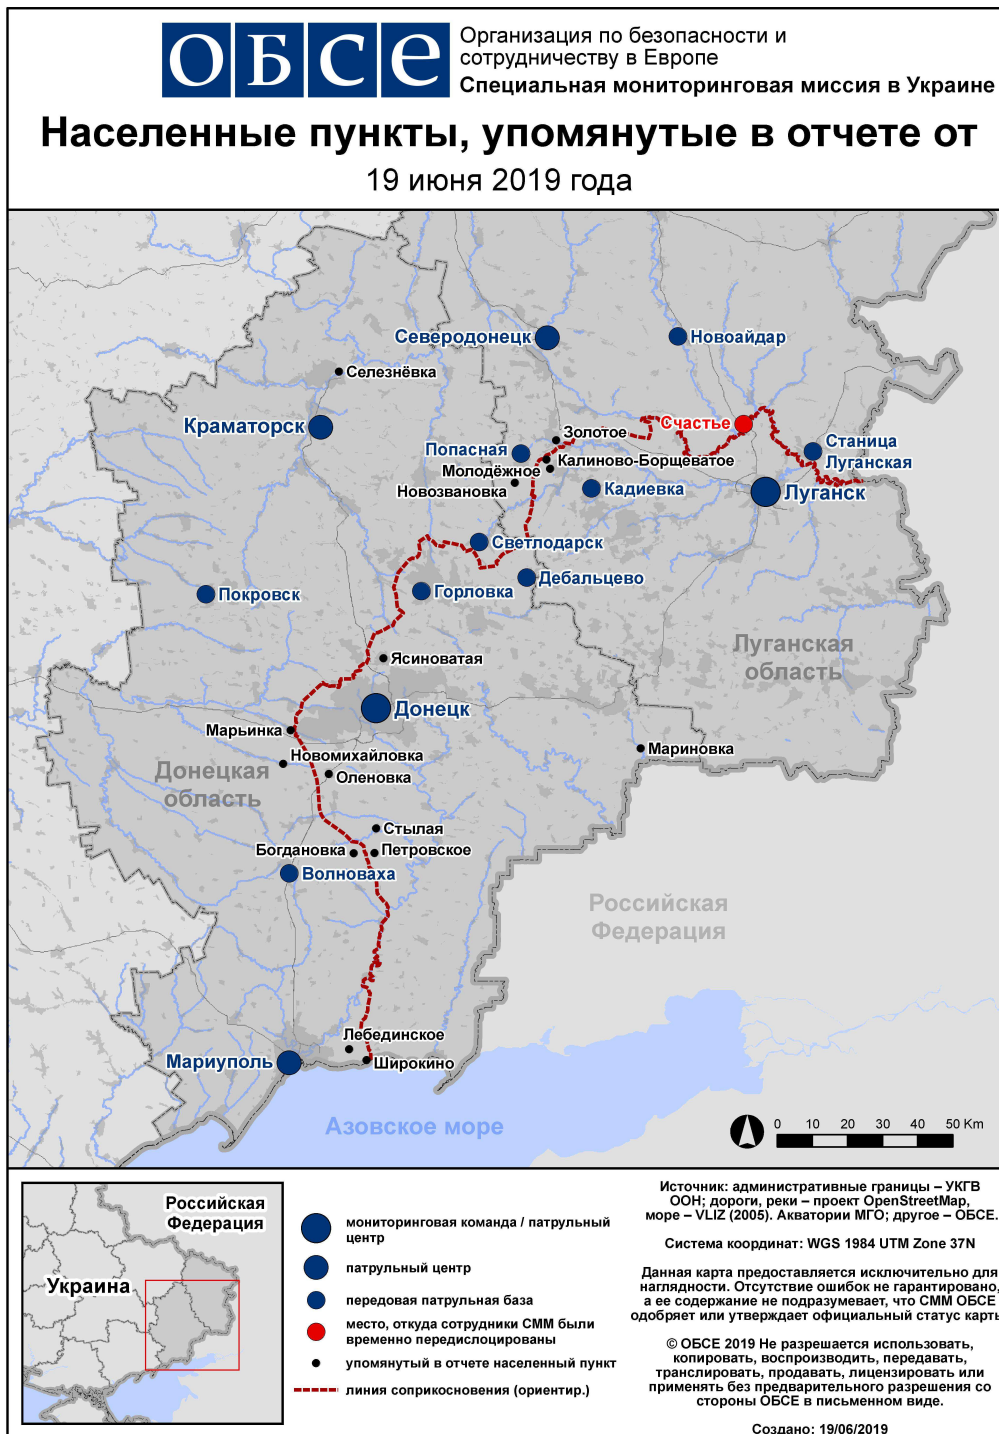 ОБСЕ
Организация по безопасности и
сотрудничеству в Европе
Специальная мониторинговая миссия в Украине
Населенные пункты, упомянутые в отчете от
19 июня 2019 года
Северодонецк
Новоайдар
Селезнёвка
Краматорск
Счастье
Золотое
Попасная
Станица
Луганская
Калиново-Борщеватое
Молодёжное
Новозвановка
Кадиевка
Луганск
Светлодарск
Дебальцево
Горловка
Покровск
Луганская
область
Ясиноватая
Донецк
Марьинка
Мариновка
Новомихайловка
Донецкая
область
Оленовка
Стылая
Богдановка
Петровское
Волноваха
Российская
Федерация
Лебединское
Мариуполь
Широкино
Азовское море
0 10 20 30 40 50 Km
Российская
Федерация
Украина
мониторинговая команда / патрульный
центр
патрульный центр
передовая патрульная база
место, откуда сотрудники СММ были
временно передислоцированы
упомянутый в отчете населенный пункт
линия соприкосновения (ориентир.)
Источник: административные границы – УКГВ
ООН; дороги, реки – проект OpenStreetMap,
море – VLIZ (2005). Акватории МГО; другое – ОБСЕ.
Система координат: WGS 1984 UTM Zone 37N
Данная карта предоставляется исключительно для
наглядности. Отсутствие ошибок не гарантировано,
а ее содержание не подразумевает, что СММ ОБСЕ
одобряет или утверждает официальный статус карты
© ОБСЕ 2019 Не разрешается использовать,
копировать, воспроизводить, передавать,
транслировать, продавать, лицензировать или
применять без предварительного разрешения со
стороны ОБСЕ в письменном виде.
Создано: 19/06/2019